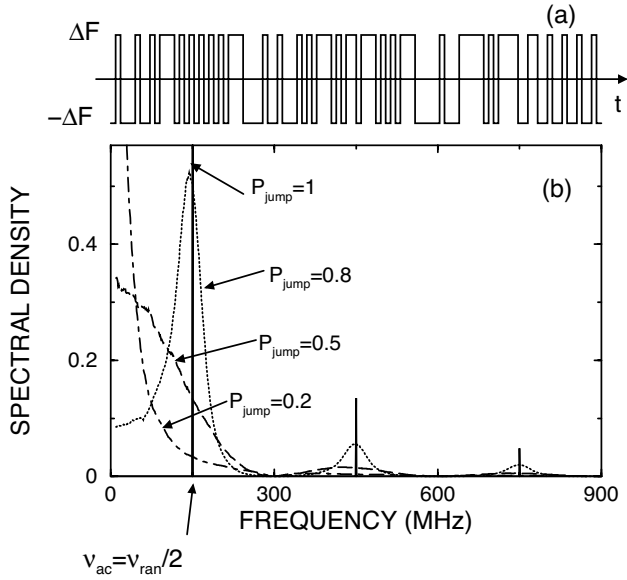 (a)
ΔF
t
−ΔF
(b)
P_jump=1
P_jump=0.8
P_jump=0.5
P_jump=0.2
SPECTRAL DENSITY
0.4
0.2
0
0 300 600 900
FREQUENCY (MHz)
ν_ac=ν_ran/2